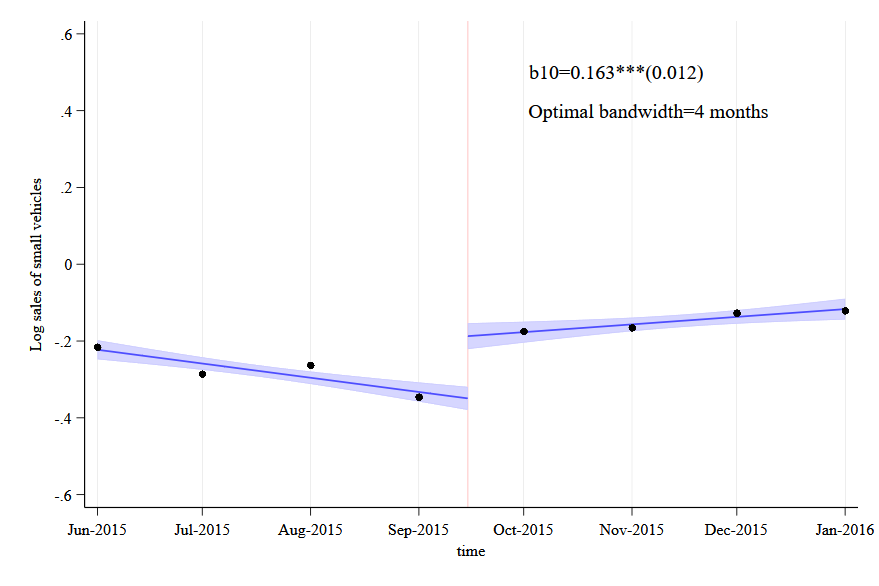 b10=0.163***(0.012)
Optimal bandwidth=4 months
Log sales of small vehicles
.6
.4
.2
0
-.2
-.4
-.6
Jun-2015 Jul-2015 Aug-2015 Sep-2015 Oct-2015 Nov-2015 Dec-2015 Jan-2016
time